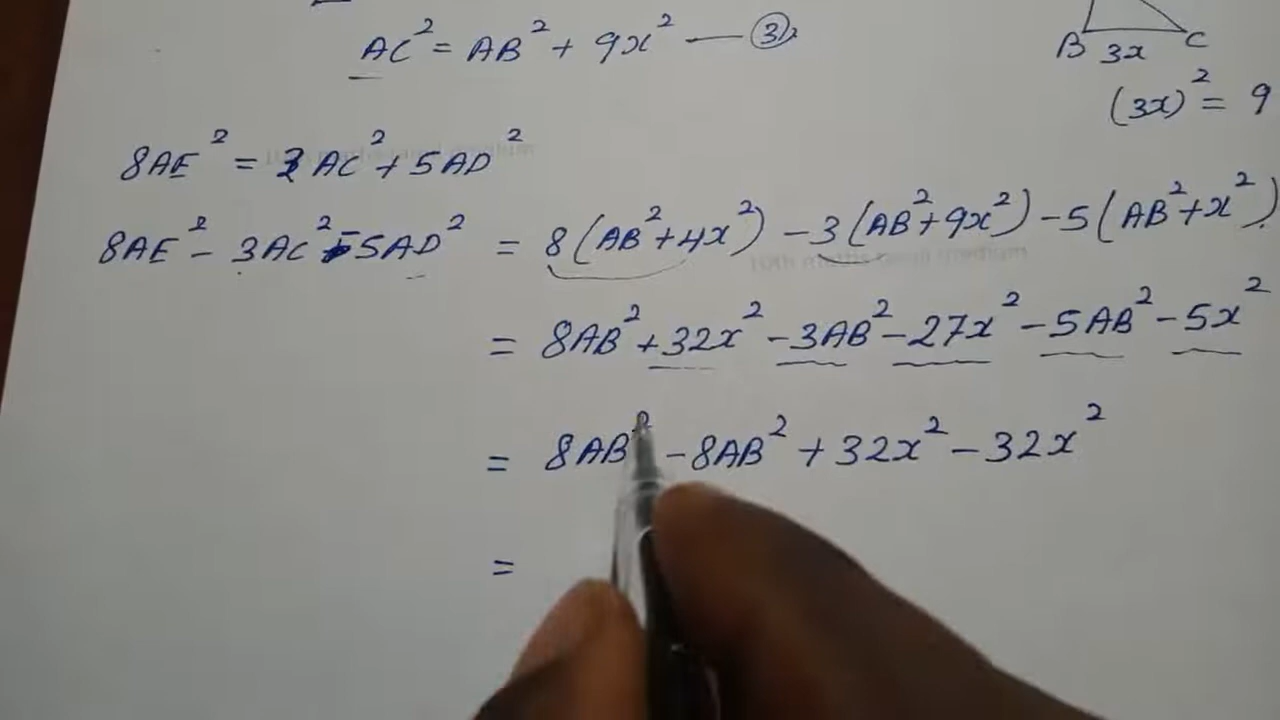 AC² = AB² + 9x² — ③
B 3x C
(3x)² = 9
8AE² = 3AC² + 5AD²
8AE² - 3AC² - 5AD² = 8(AB² + 4x²) - 3(AB² + 9x²) - 5(AB² + x²)
= 8AB² + 32x² - 3AB² - 27x² - 5AB² - 5x²
= 8AB² - 8AB² + 32x² - 32x²
=